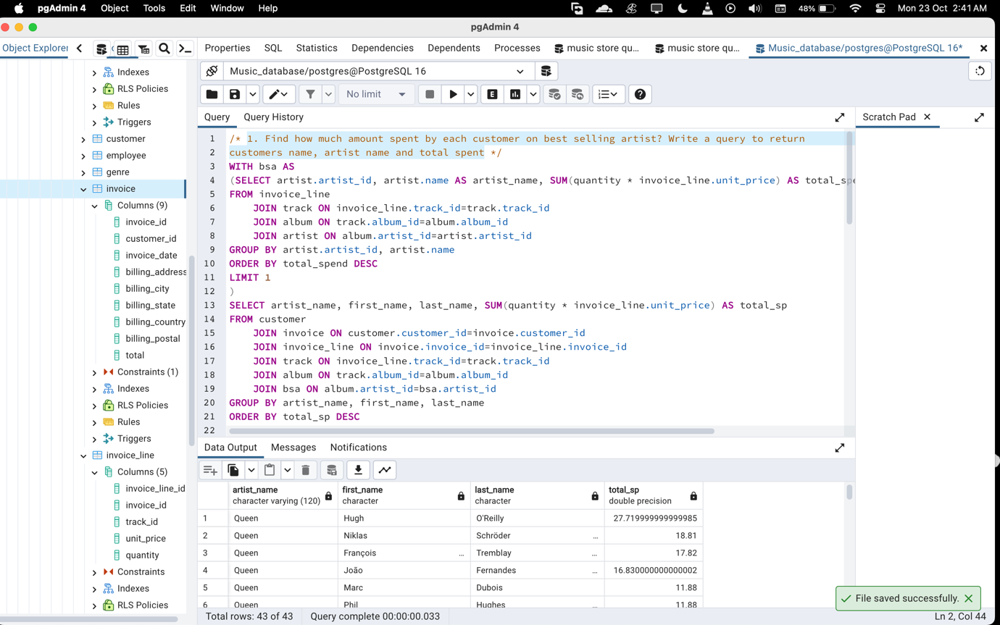 pgAdmin 4 Object Tools Edit Window Help 48% Mon 23 Oct 2:41 AM
pgAdmin 4
Object Explorer
Properties SQL Statistics Dependencies Dependents Processes music store qu... music store qu... Music_database/postgres@PostgreSQL 16*
Indexes
RLS Policies
Rules
Triggers
customer
employee
genre
invoice
Columns (9)
invoice_id
customer_id
invoice_date
billing_address
billing_city
billing_state
billing_country
billing_postal
total
Constraints (1)
Indexes
RLS Policies
Rules
Triggers
invoice_line
Columns (5)
invoice_line_id
invoice_id
track_id
unit_price
quantity
Constraints
Indexes
RLS Policies
Music_database/postgres@PostgreSQL 16
No limit E
Query Query History
Scratch Pad
1 /* 1. Find how much amount spent by each customer on best selling artist? Write a query to return
2 customers name, artist name and total spent */
3 WITH bsa AS
4 (SELECT artist.artist_id, artist.name AS artist_name, SUM(quantity * invoice_line.unit_price) AS total_spe
5 FROM invoice_line
6 JOIN track ON invoice_line.track_id=track.track_id
7 JOIN album ON track.album_id=album.album_id
8 JOIN artist ON album.artist_id=artist.artist_id
9 GROUP BY artist.artist_id, artist.name
10 ORDER BY total_spend DESC
11 LIMIT 1
12 )
13 SELECT artist_name, first_name, last_name, SUM(quantity * invoice_line.unit_price) AS total_sp
14 FROM customer
15 JOIN invoice ON customer.customer_id=invoice.customer_id
16 JOIN invoice_line ON invoice.invoice_id=invoice_line.invoice_id
17 JOIN track ON invoice_line.track_id=track.track_id
18 JOIN album ON track.album_id=album.album_id
19 JOIN bsa ON album.artist_id=bsa.artist_id
20 GROUP BY artist_name, first_name, last_name
21 ORDER BY total_sp DESC
22
Data Output Messages Notifications
artist_name first_name last_name total_sp
character varying (120) character character double precision
1 Queen Hugh O'Reilly 27.719999999999985
2 Queen Niklas Schröder ... 18.81
3 Queen François ... Tremblay ... 17.82
4 Queen João Fernandes ... 16.830000000000002
5 Queen Marc Dubois 11.88
6 Queen Phil Hughes 11.88
File saved successfully.
Total rows: 43 of 43 Query complete 00:00:00.033 Ln 2, Col 44